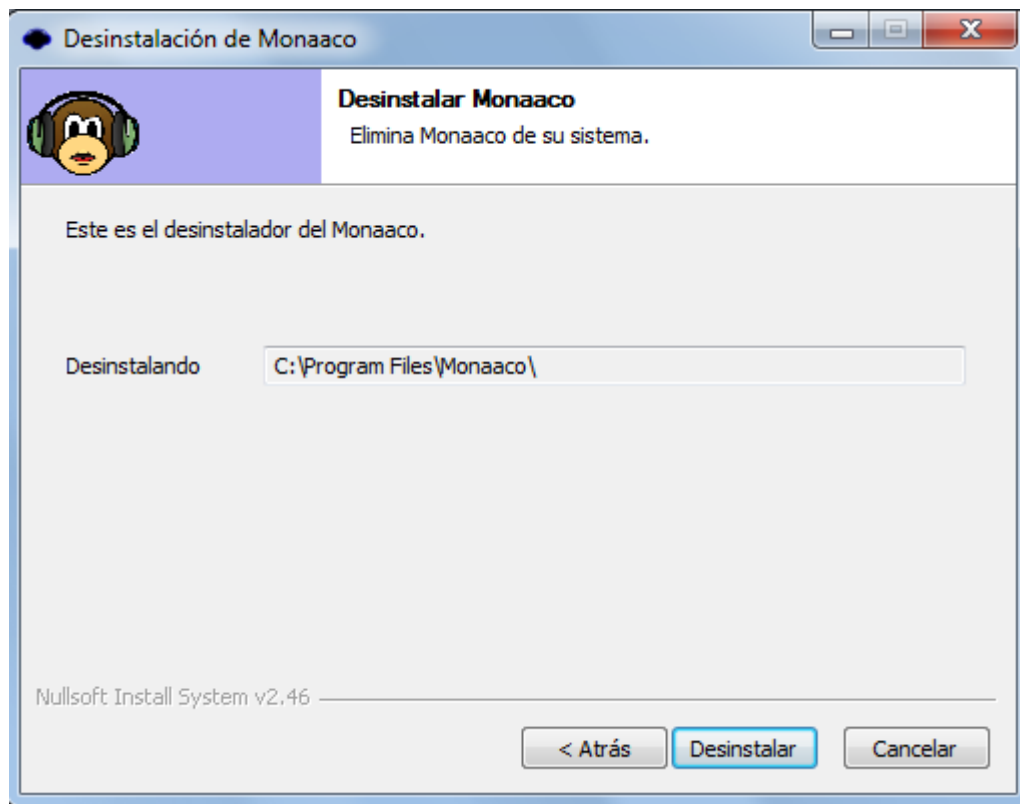 Desinstalación de Monaaco
Desinstalar Monaaco
Elimina Monaaco de su sistema.
Este es el desinstalador del Monaaco.
Desinstalando C:\Program Files\Monaaco\
Nullsoft Install System v2.46
< Atrás Desinstalar Cancelar